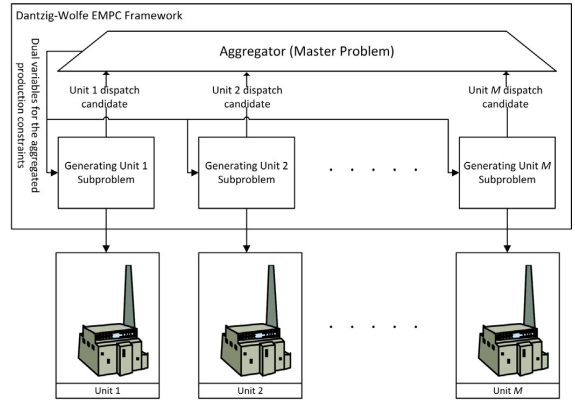 Dantzig-Wolfe EMPC Framework
Aggregator (Master Problem)
Dual variables for the aggregated
production constraints
Unit 1 dispatch
candidate
Unit 2 dispatch
candidate
Unit M dispatch
candidate
Generating Unit 1
Subproblem
Generating Unit 2
Subproblem
. . . . .
Generating Unit M
Subproblem
. . . . .
Unit 1
Unit 2
Unit M